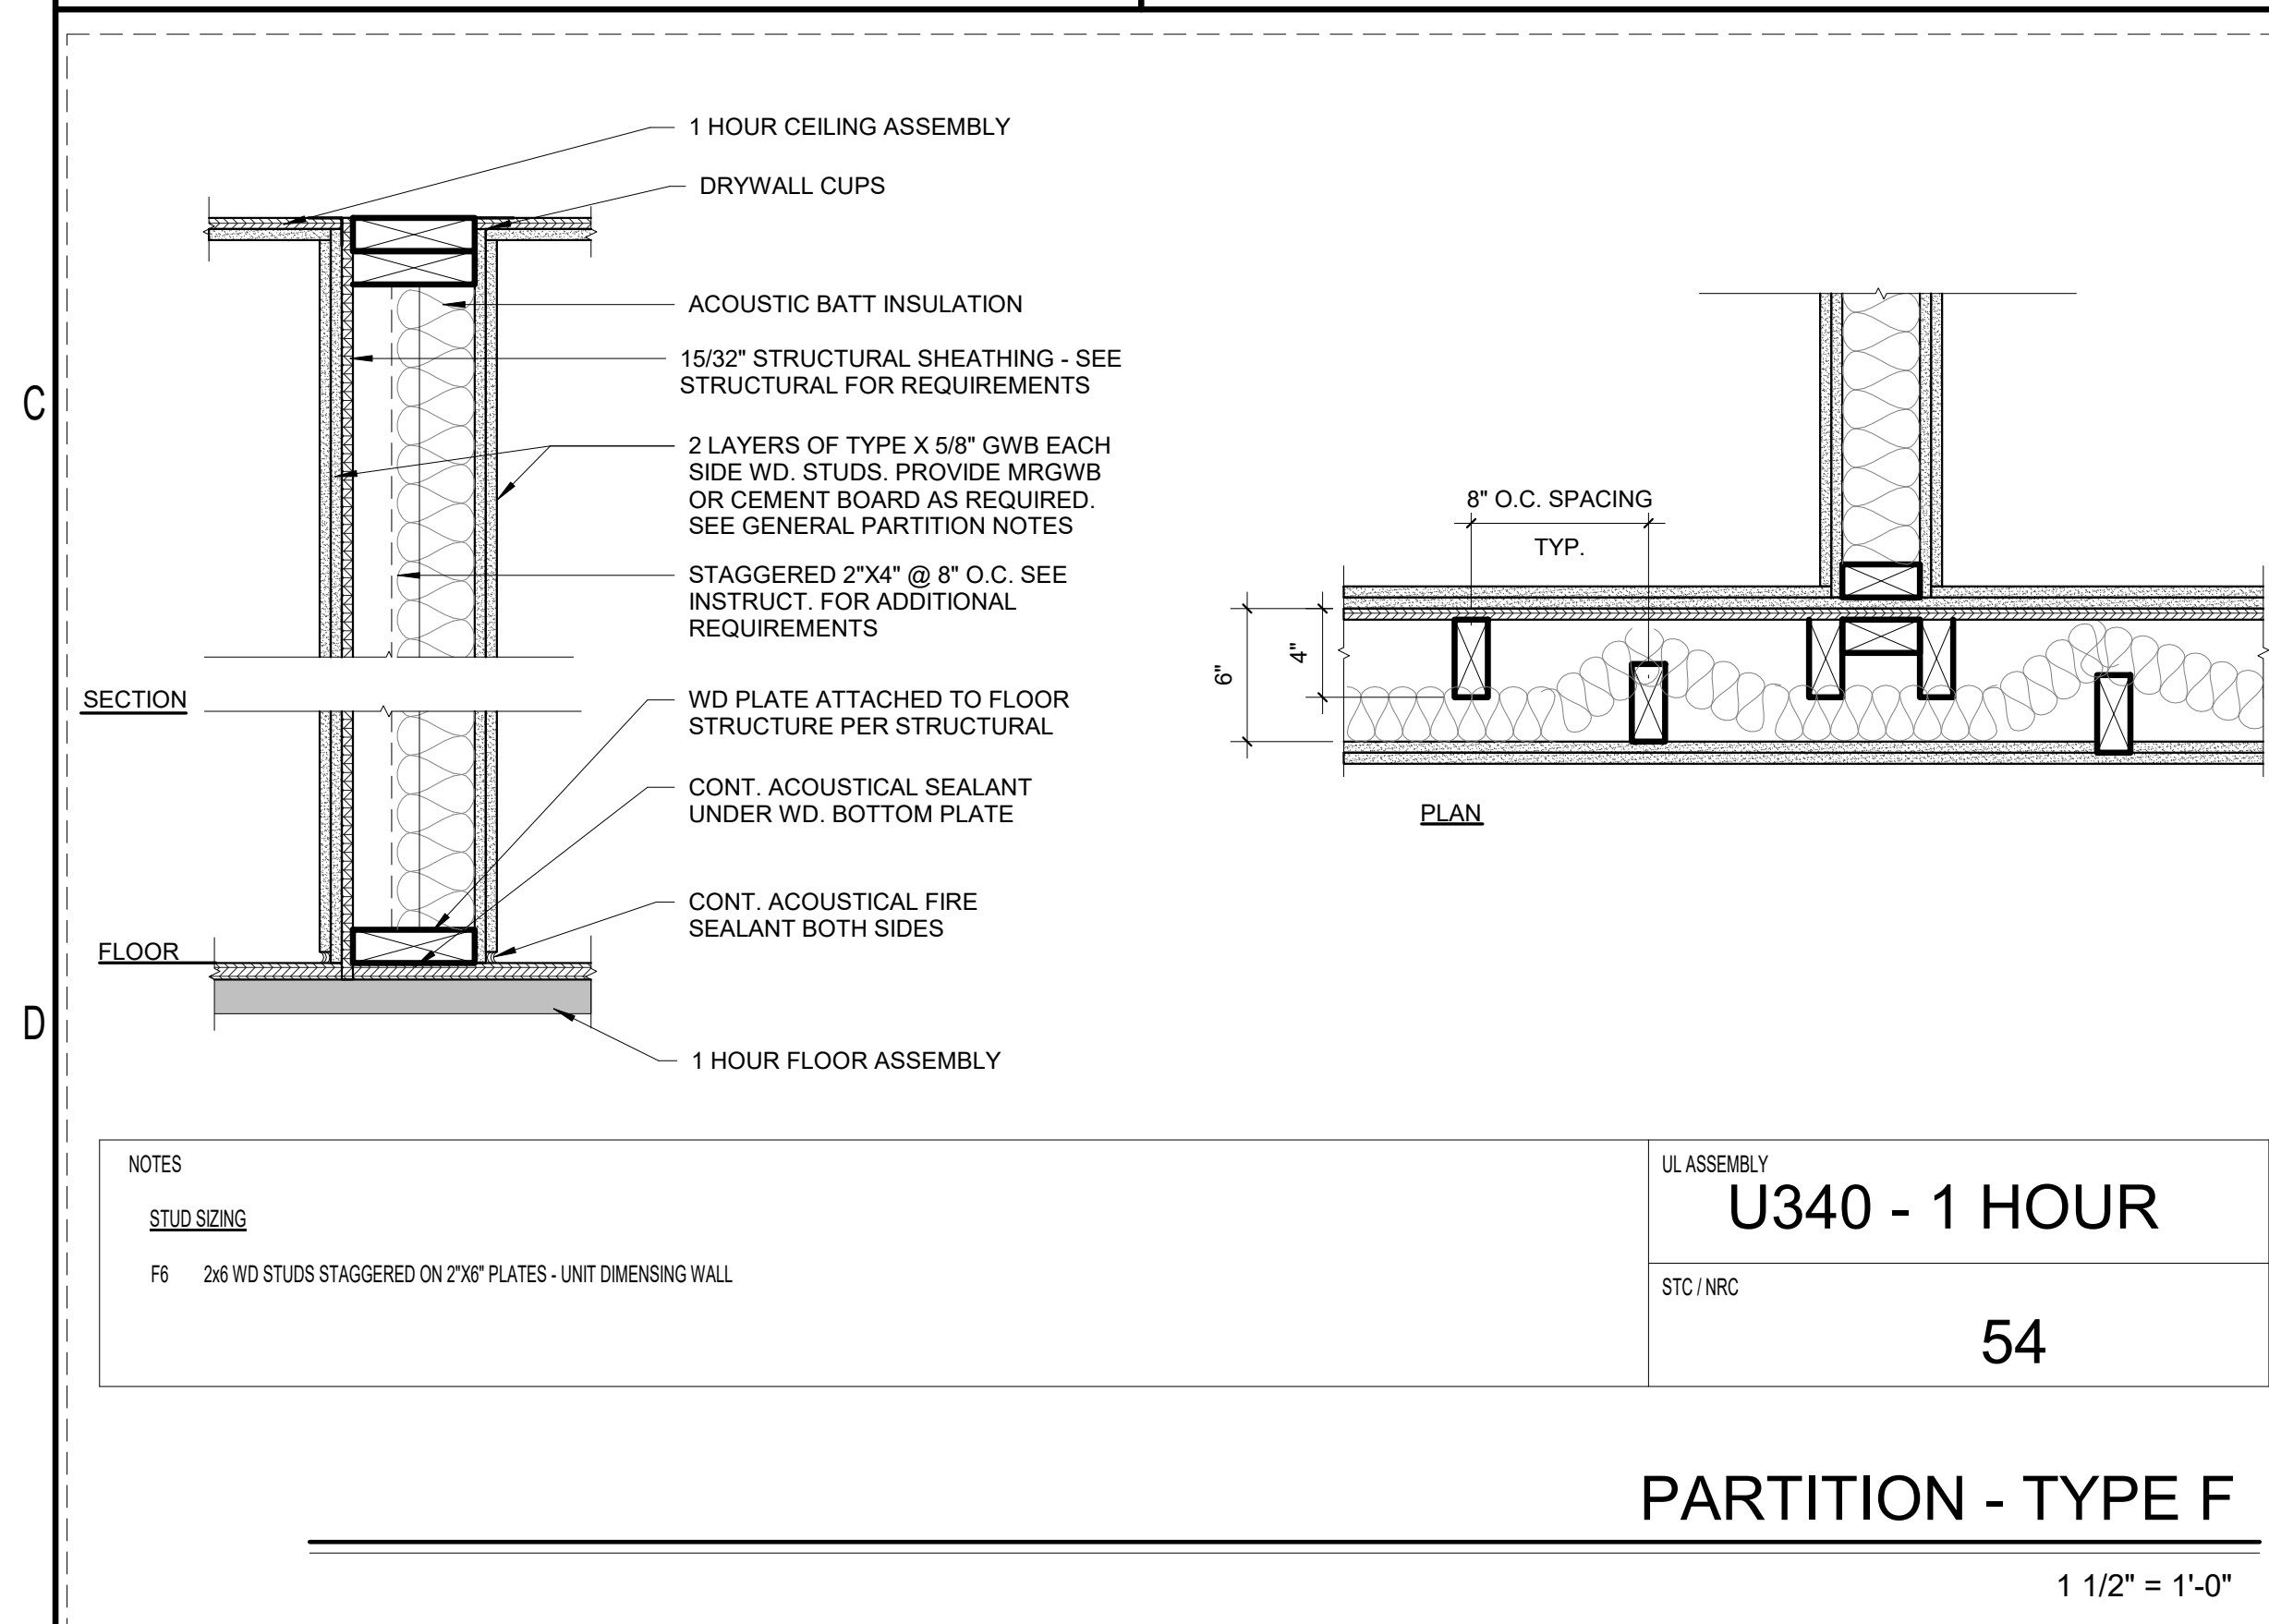 C
D
1 HOUR CEILING ASSEMBLY
DRYWALL CUPS
ACOUSTIC BATT INSULATION
15/32" STRUCTURAL SHEATHING - SEE
STRUCTURAL FOR REQUIREMENTS
2 LAYERS OF TYPE X 5/8" GWB EACH
SIDE WD. STUDS. PROVIDE MRGWB
OR CEMENT BOARD AS REQUIRED.
SEE GENERAL PARTITION NOTES
STAGGERED 2"X4" @ 8" O.C. SEE
INSTRUCT. FOR ADDITIONAL
REQUIREMENTS
SECTION
WD PLATE ATTACHED TO FLOOR
STRUCTURE PER STRUCTURAL
CONT. ACOUSTICAL SEALANT
UNDER WD. BOTTOM PLATE
CONT. ACOUSTICAL FIRE
SEALANT BOTH SIDES
FLOOR
1 HOUR FLOOR ASSEMBLY
8" O.C. SPACING
TYP.
6"
4"
PLAN
NOTES
STUD SIZING
F6 2x6 WD STUDS STAGGERED ON 2"X6" PLATES - UNIT DIMENSING WALL
UL ASSEMBLY
U340 - 1 HOUR
STC / NRC
54
PARTITION - TYPE F
1 1/2" = 1'-0"